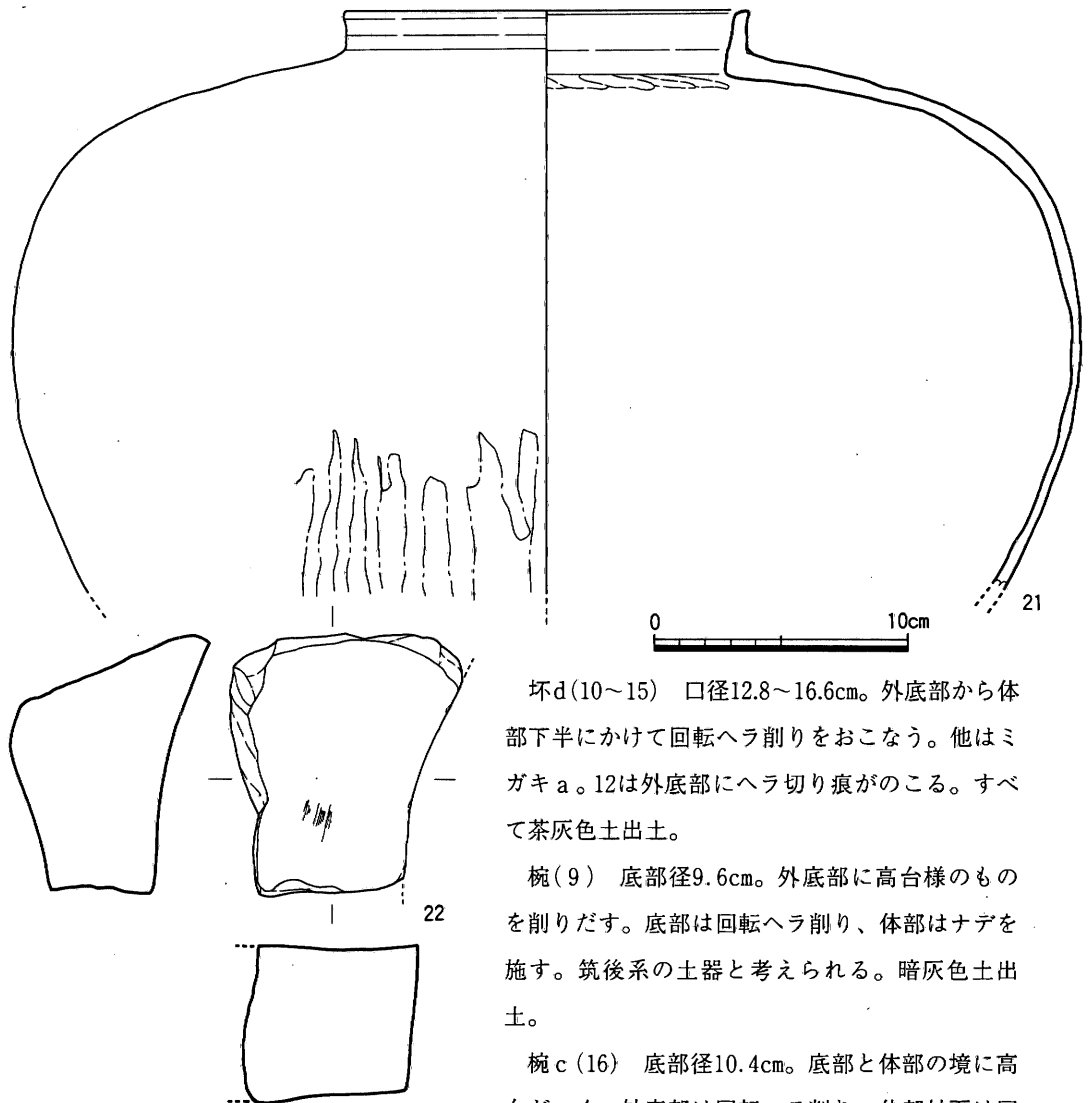 21
0 10cm
22
坏d(10~15) 口径12.8~16.6cm。外底部から体
部下半にかけて回転ヘラ削りをおこなう。他はミ
ガキa。12は外底部にヘラ切り痕がのこる。すべ
て茶灰色土出土。
椀(9) 底部径9.6cm。外底部に高台様のもの
を削りだす。底部は回転ヘラ削り、体部はナデを
施す。筑後系の土器と考えられる。暗灰色土出
土。
椀c(16) 底部径10.4cm。底部と体部の境に高